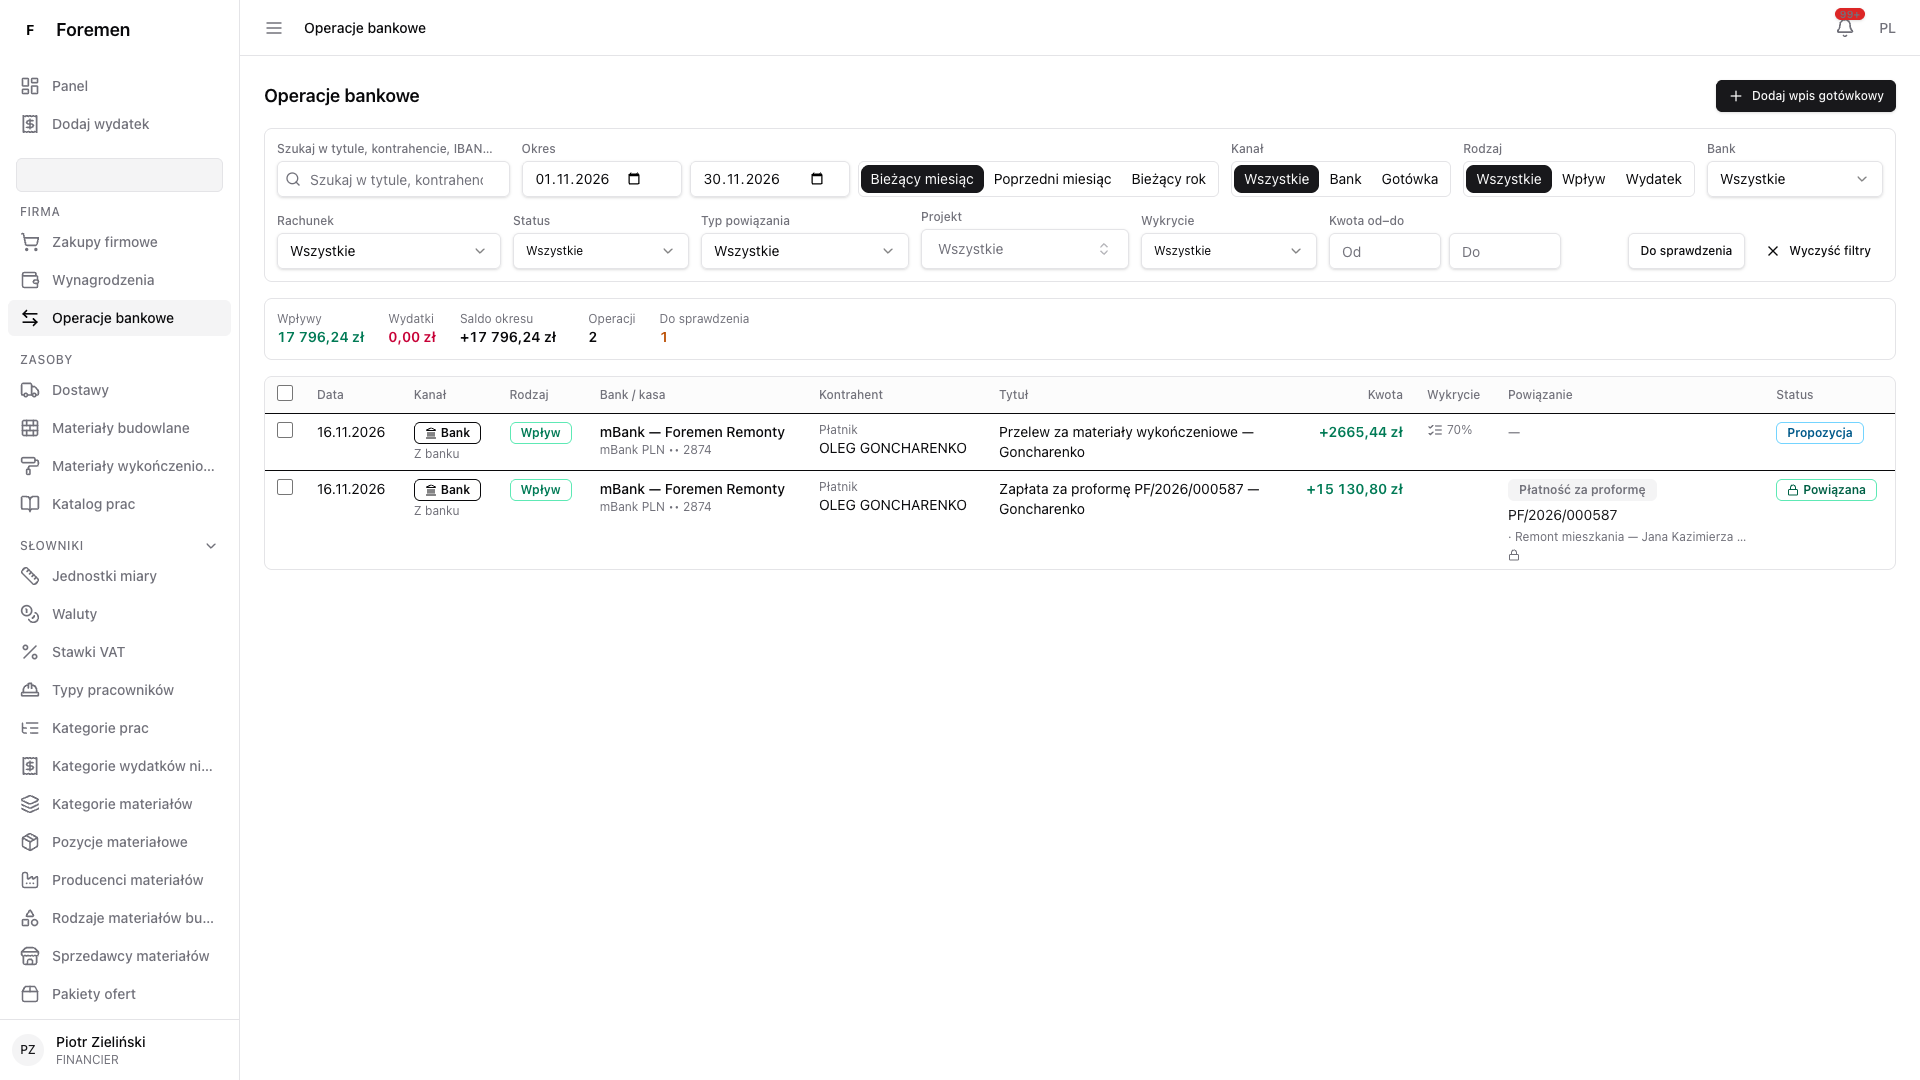 F Foremen
Panel
Dodaj wydatek
FIRMA
Zakupy firmowe
Wynagrodzenia
Operacje bankowe
ZASOBY
Dostawy
Materiały budowlane
Materiały wykończenio...
Katalog prac
SŁOWNIKI
Jednostki miary
Waluty
Stawki VAT
Typy pracowników
Kategorie prac
Kategorie wydatków ni...
Kategorie materiałów
Pozycje materiałowe
Producenci materiałów
Rodzaje materiałów bu...
Sprzedawcy materiałów
Pakiety ofert
PZ Piotr Zieliński
FINANCIER
Operacje bankowe
PL
Operacje bankowe
Dodaj wpis gotówkowy
Szukaj w tytule, kontrahencie, IBAN... Okres Kanał Rodzaj Bank
Szukaj w tytule, kontrahenc 01.11.2026 30.11.2026 Bieżący miesiąc Poprzedni miesiąc Bieżący rok Wszystkie Bank Gotówka Wszystkie Wpływ Wydatek Wszystkie
Rachunek Status Typ powiązania Projekt Wykrycie Kwota od–do
Wszystkie Wszystkie Wszystkie Wszystkie Wszystkie Od Do Do sprawdzenia Wyczyść filtry
Wpływy Wydatki Saldo okresu Operacji Do sprawdzenia
17 796,24 zł 0,00 zł +17 796,24 zł 2 1
Data Kanał Rodzaj Bank / kasa Kontrahent Tytuł Kwota Wykrycie Powiązanie Status
16.11.2026 Bank Wpływ mBank — Foremen Remonty Płatnik Przelew za materiały wykończeniowe — +2665,44 zł 70% — Propozycja
Z banku mBank PLN •• 2874 OLEG GONCHARENKO Goncharenko
16.11.2026 Bank Wpływ mBank — Foremen Remonty Płatnik Zapłata za proformę PF/2026/000587 — +15 130,80 zł Płatność za proformę Powiązana
Z banku mBank PLN •• 2874 OLEG GONCHARENKO Goncharenko PF/2026/000587
· Remont mieszkania — Jana Kazimierza ...